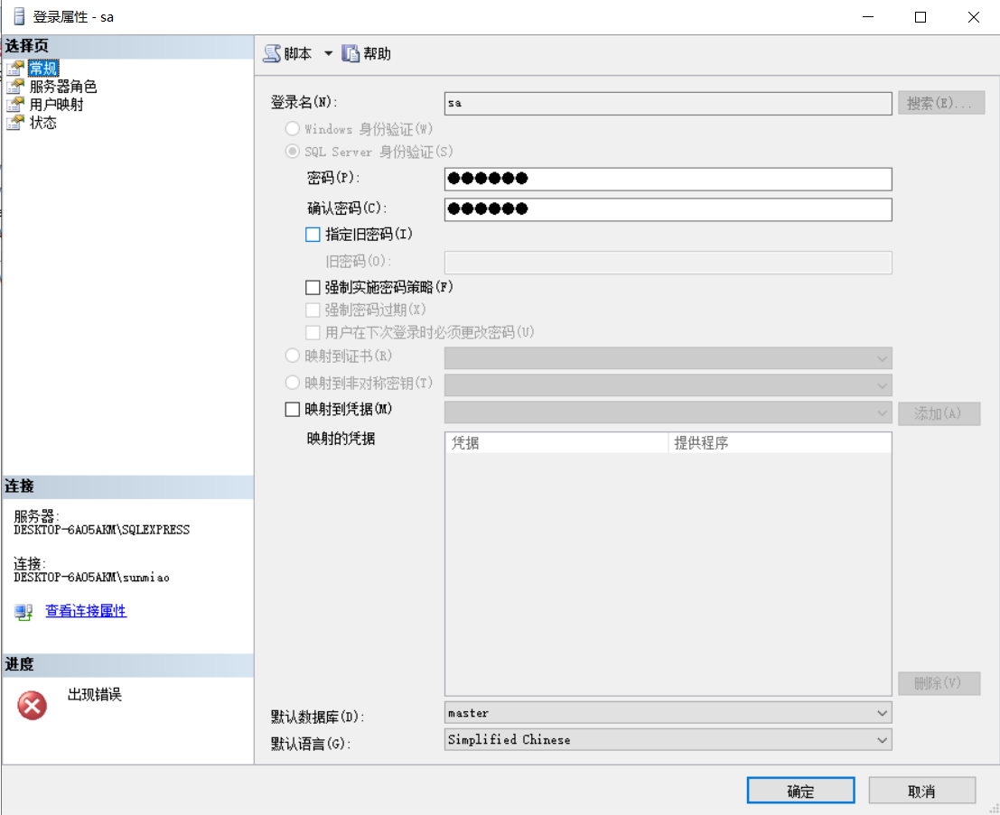 登录属性 - sa
选择页
常规
服务器角色
用户映射
状态
脚本 帮助
登录名(N): sa 搜索(E)...
Windows 身份验证(W)
SQL Server 身份验证(S)
密码(P): ●●●●●●
确认密码(C): ●●●●●●
指定旧密码(I)
旧密码(O):
强制实施密码策略(F)
强制密码过期(X)
用户在下次登录时必须更改密码(U)
映射到证书(R)
映射到非对称密钥(T)
映射到凭据(M) 添加(A)
映射的凭据 凭据 提供程序
删除(V)
默认数据库(D): master
默认语言(G): Simplified Chinese
连接
服务器:
DESKTOP-6AO5AKM\SQLEXPRESS
连接:
DESKTOP-6AO5AKM\sunmiao
查看连接属性
进度
出现错误
确定 取消